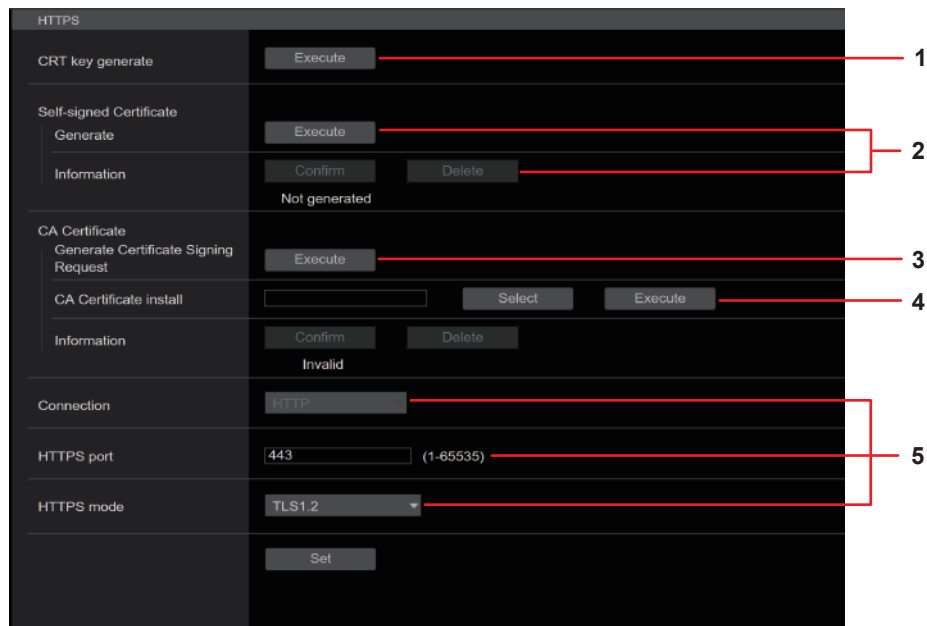 HTTPS
CRT key generate Execute 1
Self-signed Certificate
Generate Execute
2
Information Confirm Delete
Not generated
CA Certificate
Generate Certificate Signing
Request Execute 3
CA Certificate install Select Execute 4
Information Confirm Delete
Invalid
Connection HTTP
HTTPS port 443 (1-65535) 5
HTTPS mode TLS1.2
Set